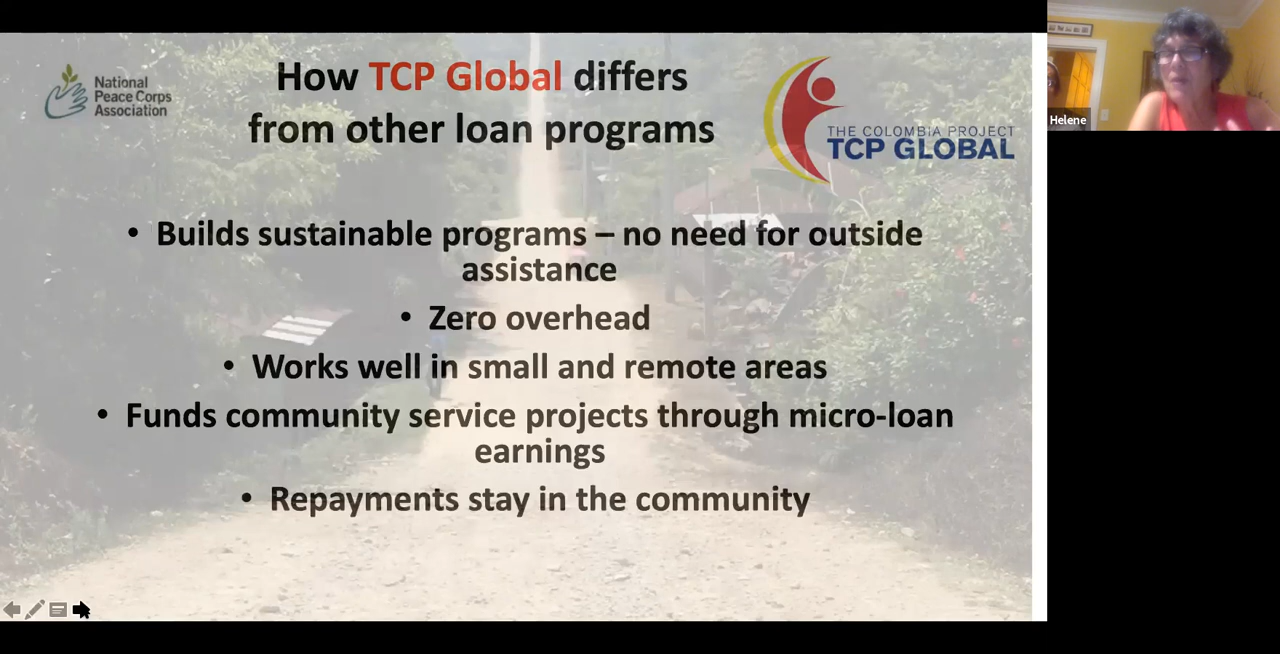 National
Peace Corps
Association
How TCP Global differs
from other loan programs
THE COLOMBIA PROJECT
TCP GLOBAL
• Builds sustainable programs – no need for outside
assistance
• Zero overhead
• Works well in small and remote areas
• Funds community service projects through micro-loan
earnings
• Repayments stay in the community
Helene